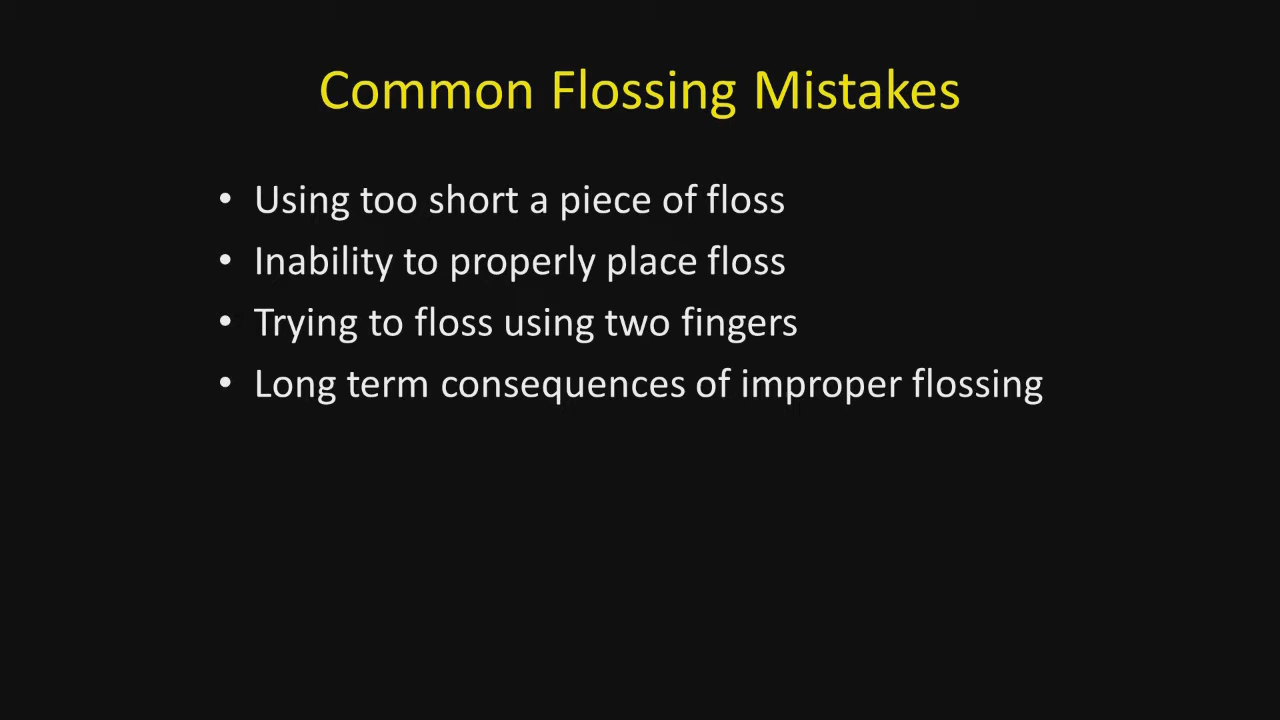 Common Flossing Mistakes
• Using too short a piece of floss
• Inability to properly place floss
• Trying to floss using two fingers
• Long term consequences of improper flossing